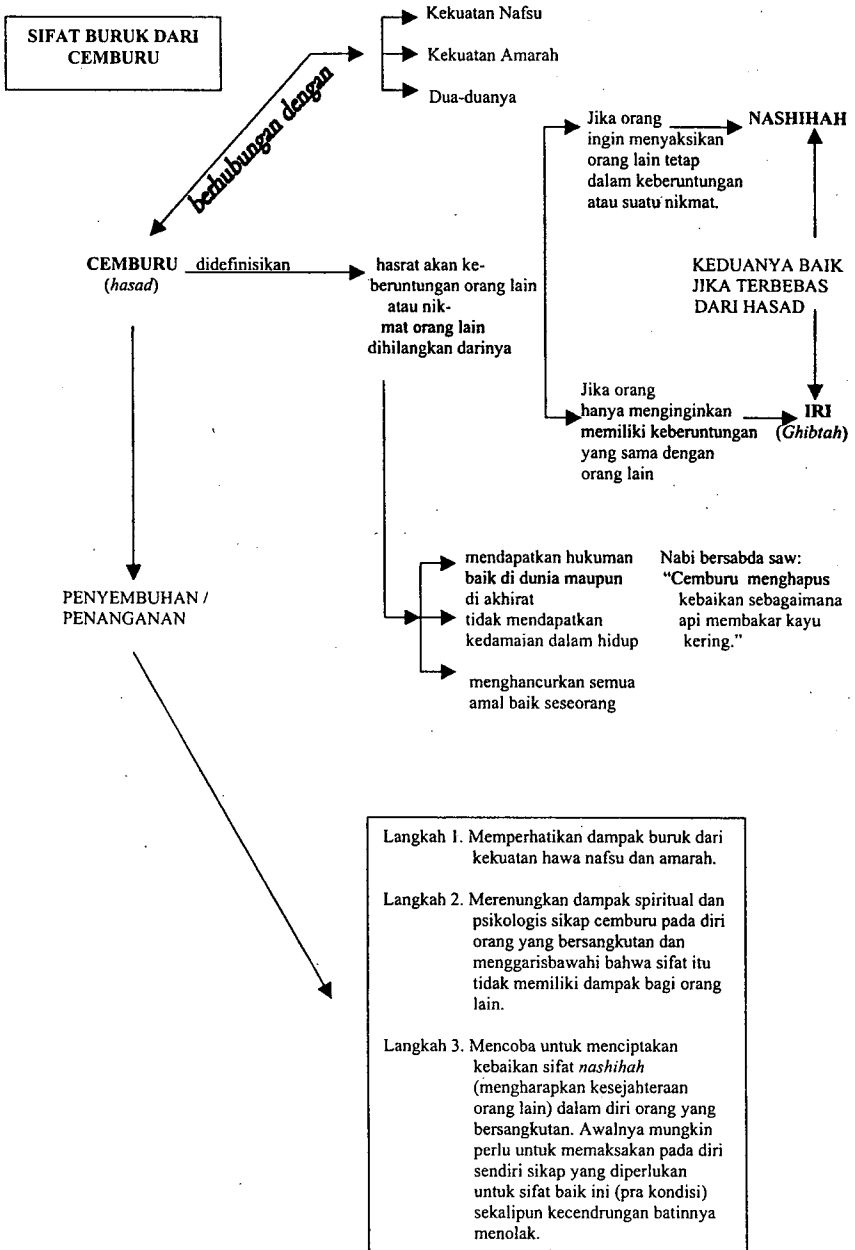 SIFAT BURUK DARI
CEMBURU
Kekuatan Nafsu
Kekuatan Amarah
Dua-duanya
berhubungan dengan
Jika orang
ingin menyaksikan
orang lain tetap
dalam keberuntungan
atau suatu nikmat.
NASHIHAH
CEMBURU
(hasad)
didefinisikan
hasrat akan ke-
beruntungan orang lain
atau nik-
mat orang lain
dihilangkan darinya
KEDUANYA BAIK
JIKA TERBEBAS
DARI HASAD
Jika orang
hanya menginginkan
memiliki keberuntungan
yang sama dengan
orang lain
IRI
(Ghibtah)
PENYEMBUHAN /
PENANGANAN
mendapatkan hukuman
baik di dunia maupun
di akhirat
tidak mendapatkan
kedamaian dalam hidup
menghancurkan semua
amal baik seseorang
Nabi bersabda saw:
“Cemburu menghapus
kebaikan sebagaimana
api membakar kayu
kering.”
Langkah 1. Memperhatikan dampak buruk dari
kekuatan hawa nafsu dan amarah.
Langkah 2. Merenungkan dampak spiritual dan
psikologis sikap cemburu pada diri
orang yang bersangkutan dan
menggarisbawahi bahwa sifat itu
tidak memiliki dampak bagi orang
lain.
Langkah 3. Mencoba untuk menciptakan
kebaikan sifat nashihah
(mengharapkan kesejahteraan
orang lain) dalam diri orang yang
bersangkutan. Awalnya mungkin
perlu untuk memaksakan pada diri
sendiri sikap yang diperlukan
untuk sifat baik ini (pra kondisi)
sekalipun kecendrungan batinnya
menolak.